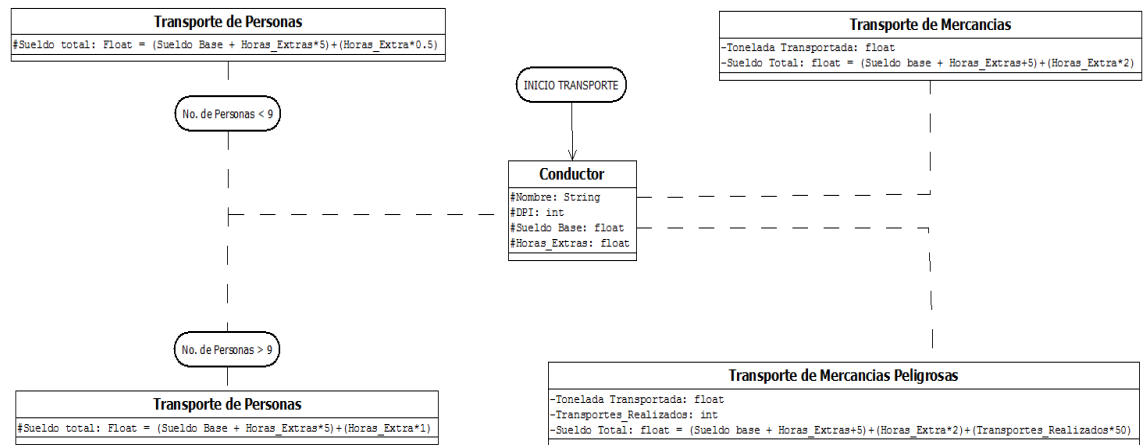 Transporte de Personas
#Sueldo total: Float = (Sueldo Base + Horas_Extras*5)+(Horas_Extra*0.5)
No. de Personas < 9
INICIO TRANSPORTE
Transporte de Mercancias
-Tonelada Transportada: float
-Sueldo Total: float = (Sueldo base + Horas_Extras+5)+(Horas_Extra*2)
Conductor
#Nombre: String
#DPI: int
#Sueldo Base: float
#Horas_Extras: float
No. de Personas > 9
Transporte de Personas
#Sueldo total: Float = (Sueldo Base + Horas_Extras*5)+(Horas_Extra*1)
Transporte de Mercancias Peligrosas
-Tonelada Transportada: float
-Transportes_Realizados: int
-Sueldo Total: float = (Sueldo base + Horas_Extras+5)+(Horas_Extra*2)+(Transportes_Realizados*50)